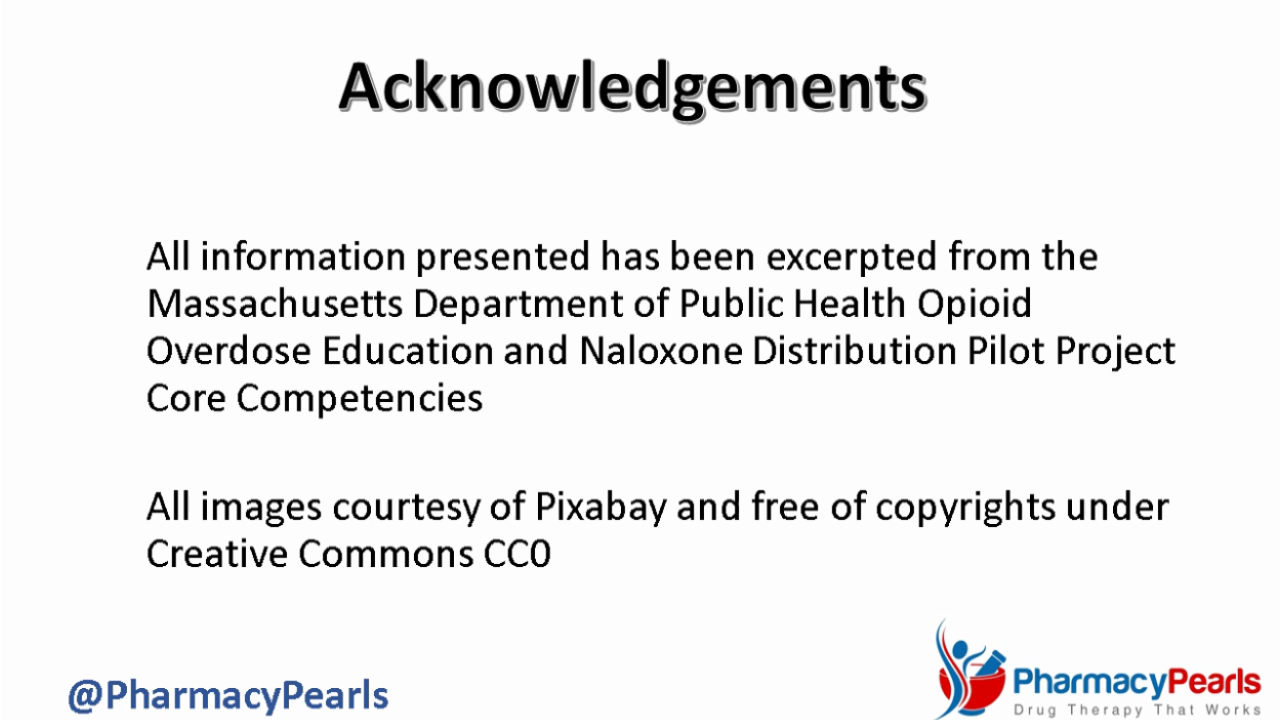 Acknowledgements
All information presented has been excerpted from the
Massachusetts Department of Public Health Opioid
Overdose Education and Naloxone Distribution Pilot Project
Core Competencies
All images courtesy of Pixabay and free of copyrights under
Creative Commons CC0
@PharmacyPearls
PharmacyPearls
Drug Therapy That Works